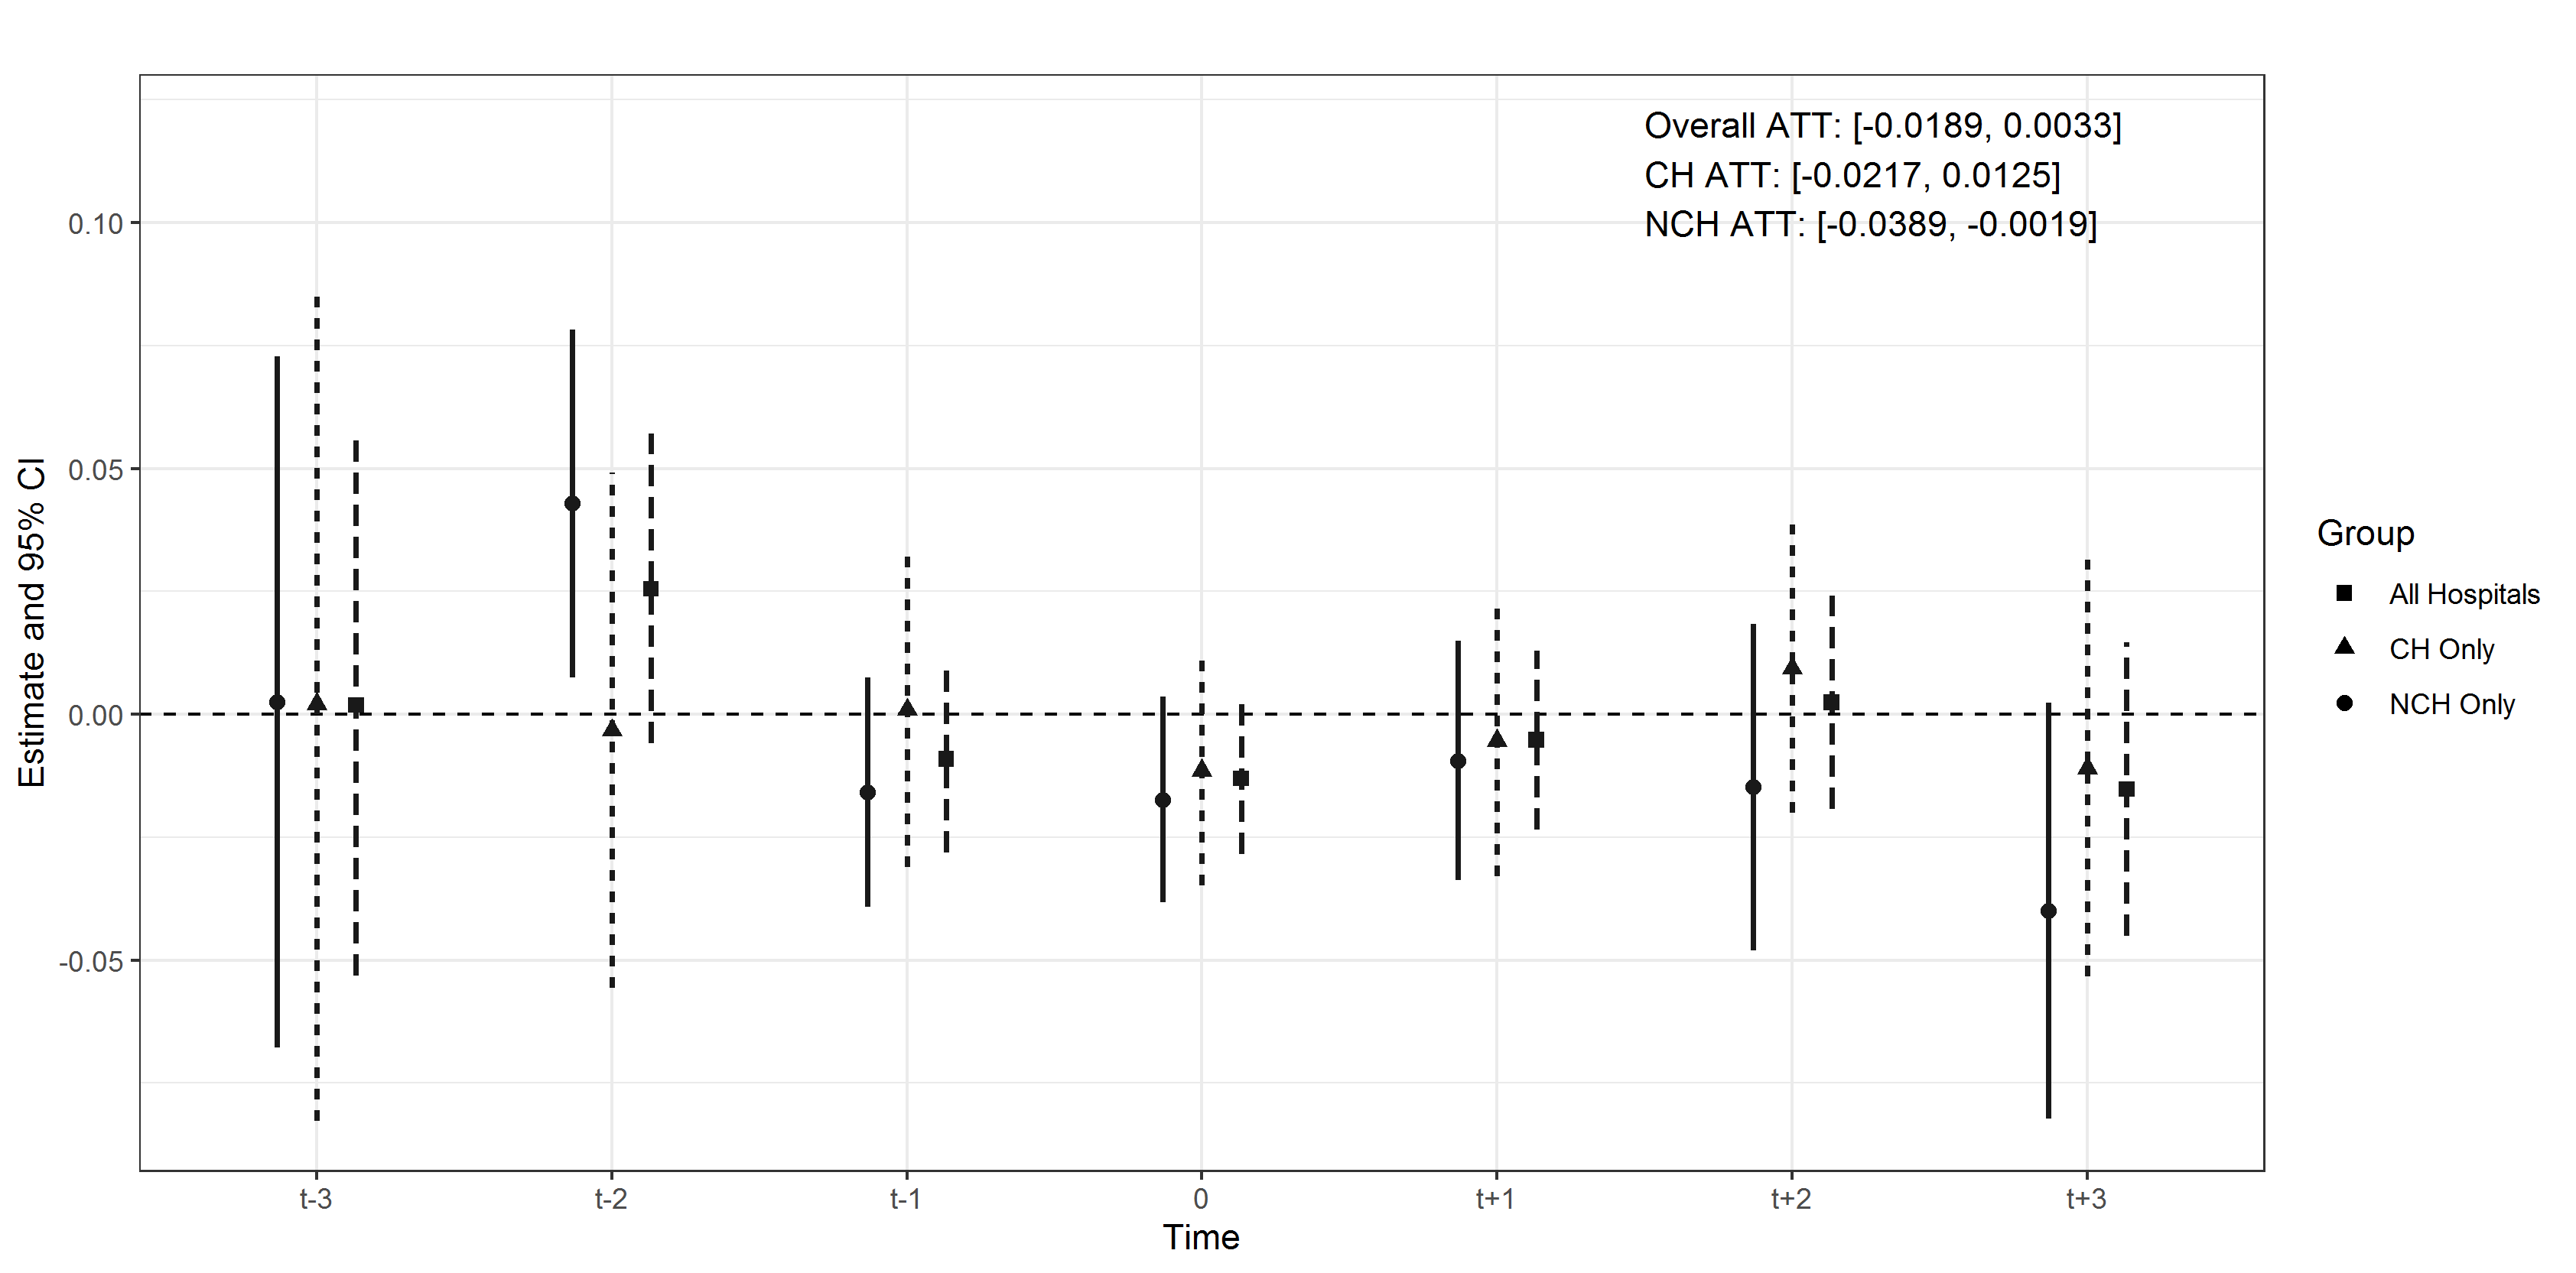 Overall ATT: [-0.0189, 0.0033]
CH ATT: [-0.0217, 0.0125]
NCH ATT: [-0.0389, -0.0019]
0.10
0.05
0.00
-0.05
Estimate and 95% CI
t-3
t-2
t-1
0
t+1
t+2
t+3
Time
Group
All Hospitals
CH Only
NCH Only